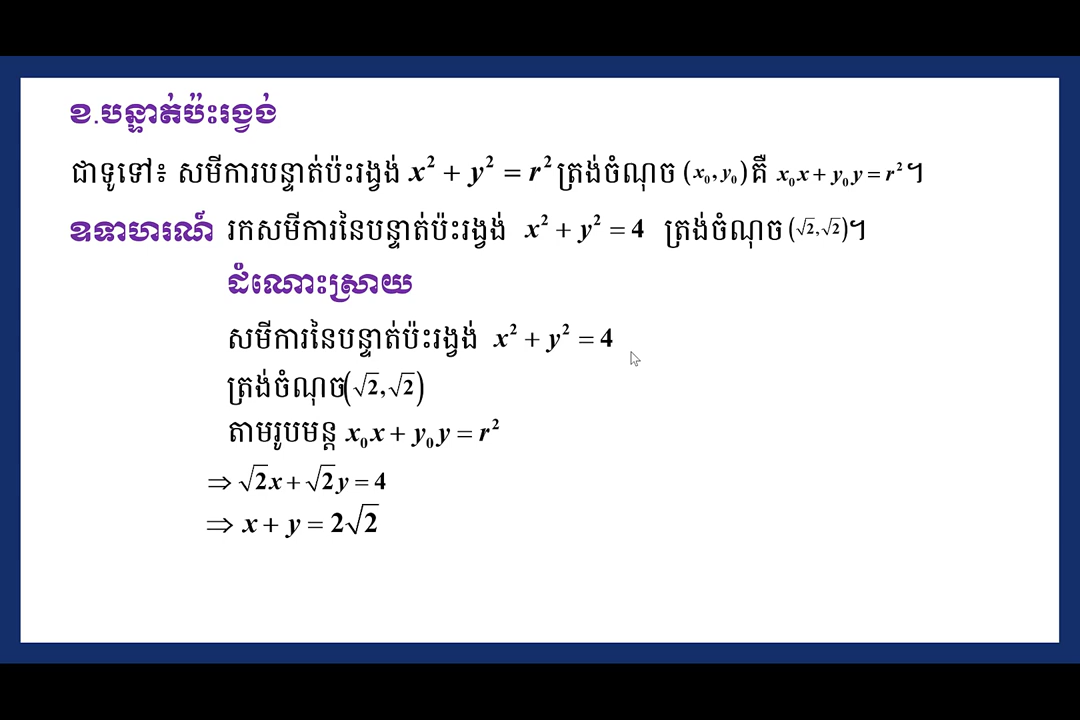 ខ.បន្ទាត់ប៉ះរង្វង់
ជាទូទៅ៖ សមីការបន្ទាត់ប៉ះរង្វង់ x² + y² = r² ត្រង់ចំណុច (x₀, y₀) គឺ x₀x + y₀y = r² ។
ឧទាហរណ៍ រកសមីការនៃបន្ទាត់ប៉ះរង្វង់ x² + y² = 4 ត្រង់ចំណុច (√2, √2)។
ដំណោះស្រាយ
សមីការនៃបន្ទាត់ប៉ះរង្វង់ x² + y² = 4
ត្រង់ចំណុច(√2, √2)
តាមរូបមន្ត x₀x + y₀y = r²
⇒ √2x + √2y = 4
⇒ x + y = 2√2